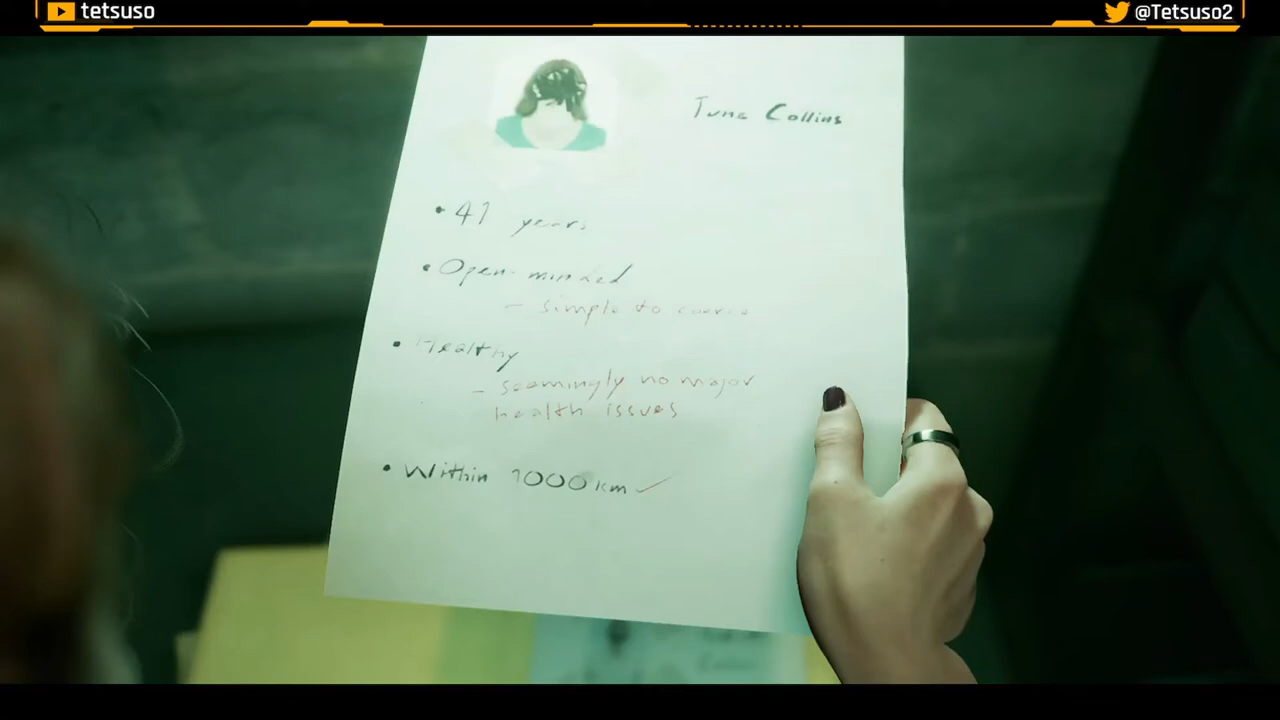 tetsuso
@Tetsuso2
June Collins
• 41 years
• Open-minded
- simple to coerce
• Healthy
- seemingly no major
health issues
• Within 1000 km ✓